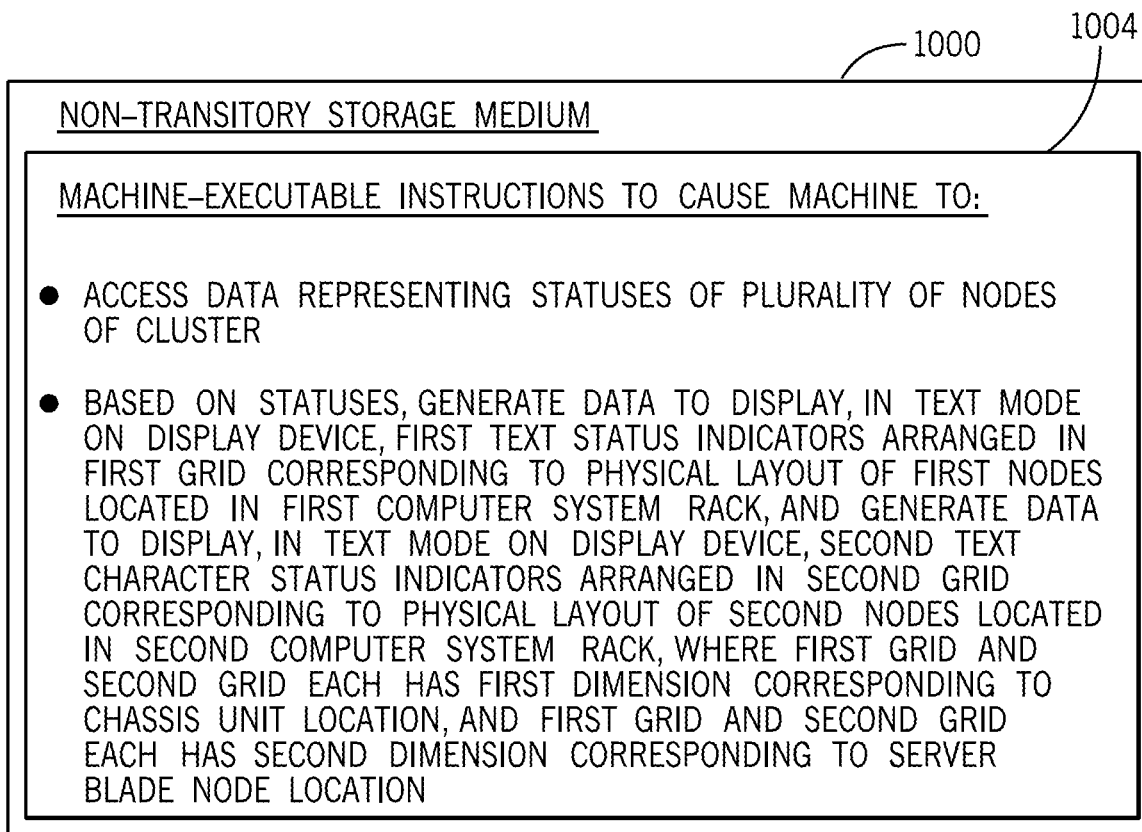 1000
1004
NON-TRANSITORY STORAGE MEDIUM
MACHINE-EXECUTABLE INSTRUCTIONS TO CAUSE MACHINE TO:
● ACCESS DATA REPRESENTING STATUSES OF PLURALITY OF NODES
OF CLUSTER
● BASED ON STATUSES, GENERATE DATA TO DISPLAY, IN TEXT MODE
ON DISPLAY DEVICE, FIRST TEXT STATUS INDICATORS ARRANGED IN
FIRST GRID CORRESPONDING TO PHYSICAL LAYOUT OF FIRST NODES
LOCATED IN FIRST COMPUTER SYSTEM RACK, AND GENERATE DATA
TO DISPLAY, IN TEXT MODE ON DISPLAY DEVICE, SECOND TEXT
CHARACTER STATUS INDICATORS ARRANGED IN SECOND GRID
CORRESPONDING TO PHYSICAL LAYOUT OF SECOND NODES LOCATED
IN SECOND COMPUTER SYSTEM RACK, WHERE FIRST GRID AND
SECOND GRID EACH HAS FIRST DIMENSION CORRESPONDING TO
CHASSIS UNIT LOCATION, AND FIRST GRID AND SECOND GRID
EACH HAS SECOND DIMENSION CORRESPONDING TO SERVER
BLADE NODE LOCATION